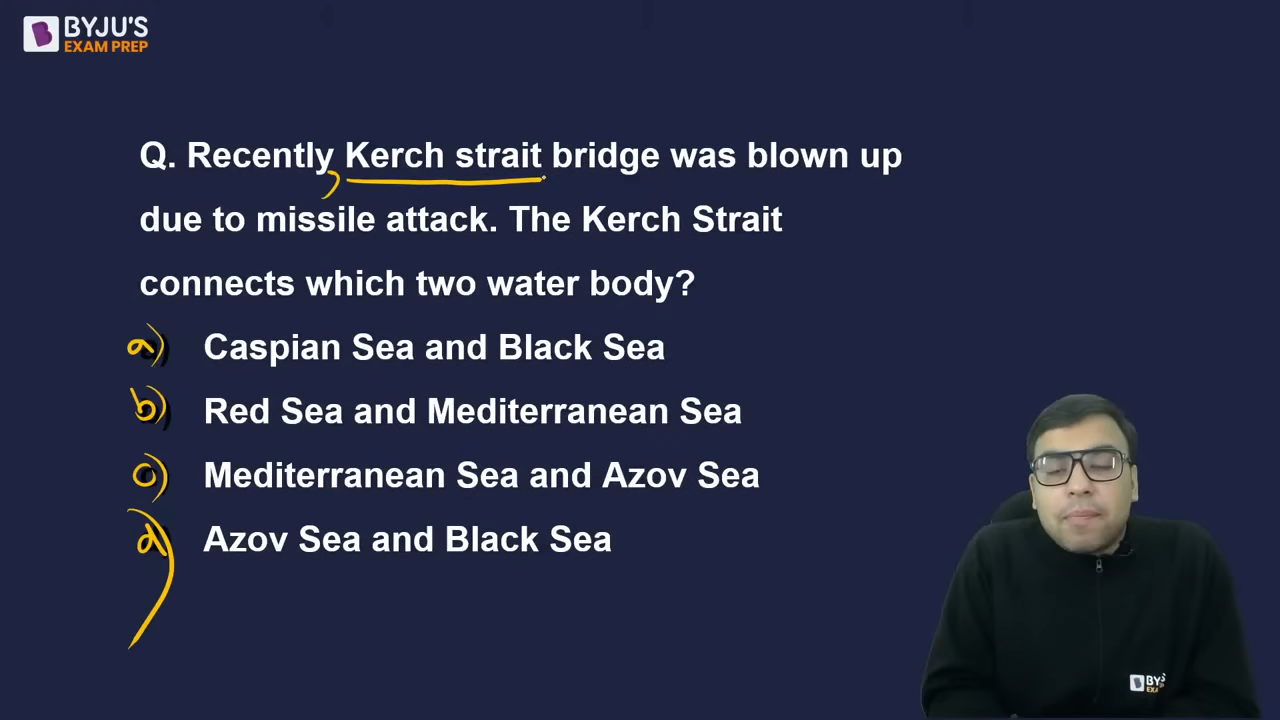 BYJU'S
EXAM PREP
Q. Recently, Kerch strait bridge was blown up
due to missile attack. The Kerch Strait
connects which two water body?
a) Caspian Sea and Black Sea
b) Red Sea and Mediterranean Sea
c) Mediterranean Sea and Azov Sea
d) Azov Sea and Black Sea
BYJ'S
EXAM P